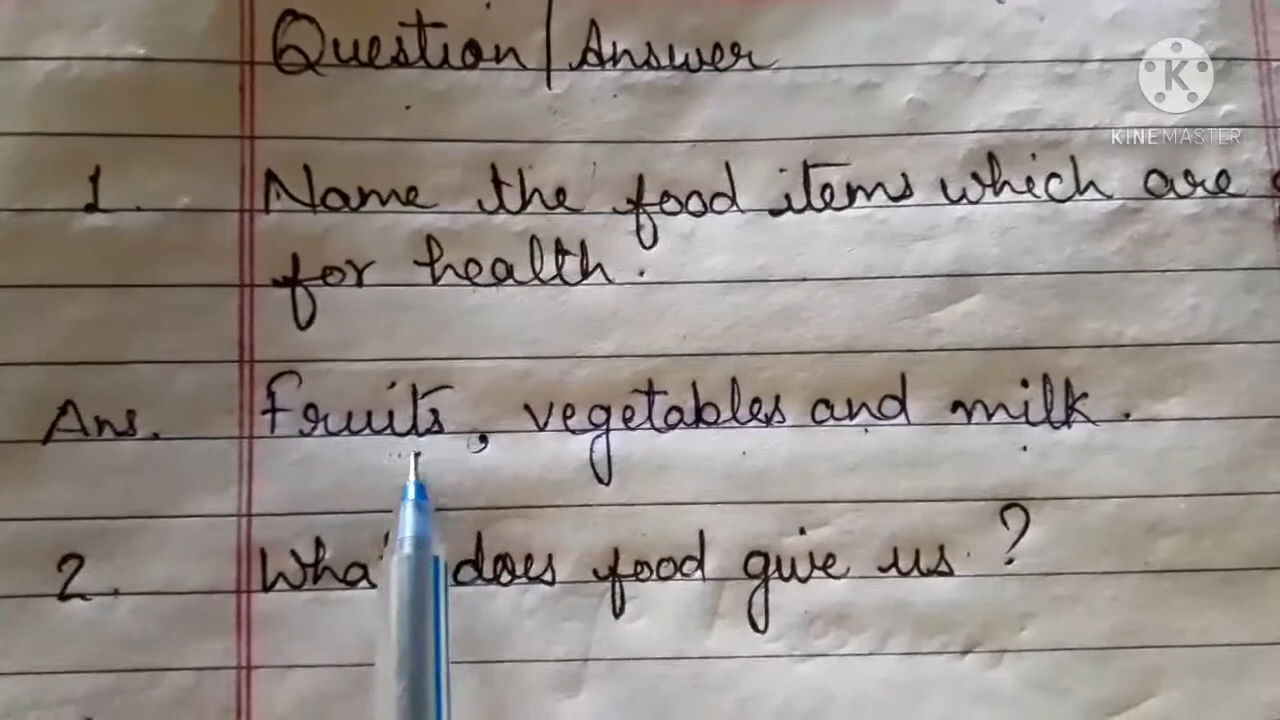 Question/Answer
KINEMASTER
1. Name the food items which are
for health.
Ans. Fruits, vegetables and milk.
2. What does food give us?